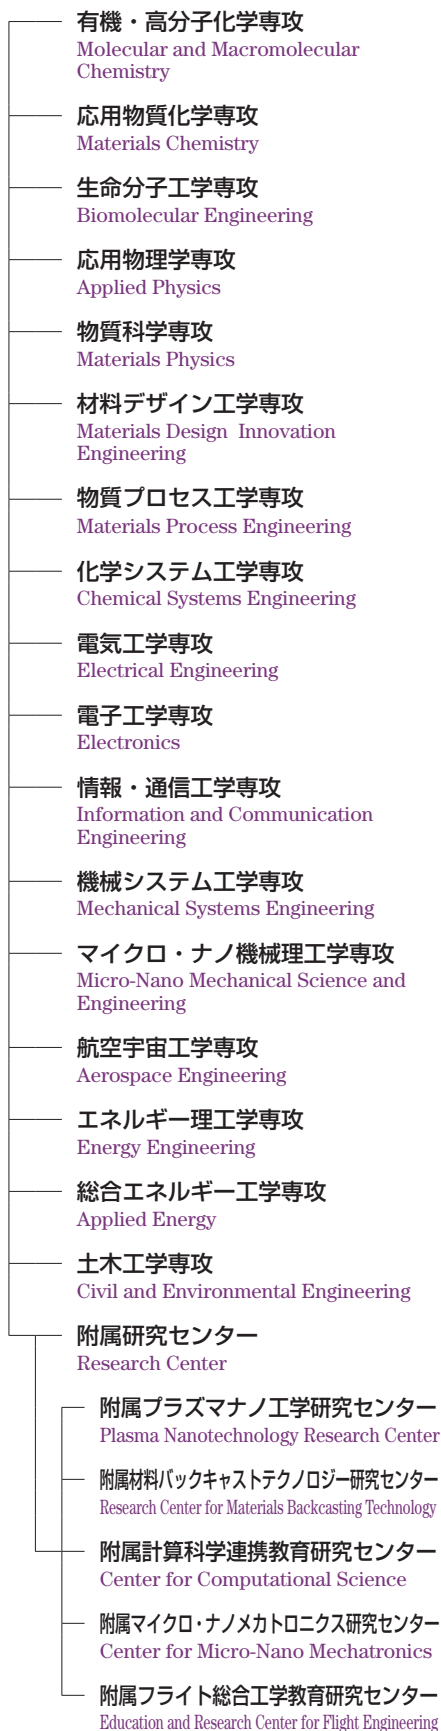 有機・高分子化学専攻
Molecular and Macromolecular
Chemistry
応用物質化学専攻
Materials Chemistry
生命分子工学専攻
Biomolecular Engineering
応用物理学専攻
Applied Physics
物質科学専攻
Materials Physics
材料デザイン工学専攻
Materials Design Innovation
Engineering
物質プロセス工学専攻
Materials Process Engineering
化学システム工学専攻
Chemical Systems Engineering
電気工学専攻
Electrical Engineering
電子工学専攻
Electronics
情報・通信工学専攻
Information and Communication
Engineering
機械システム工学専攻
Mechanical Systems Engineering
マイクロ・ナノ機械理工学専攻
Micro-Nano Mechanical Science and
Engineering
航空宇宙工学専攻
Aerospace Engineering
エネルギー理工学専攻
Energy Engineering
総合エネルギー工学専攻
Applied Energy
土木工学専攻
Civil and Environmental Engineering
附属研究センター
Research Center
附属プラズマナノ工学研究センター
Plasma Nanotechnology Research Center
附属材料バックキャストテクノロジー研究センター
Research Center for Materials Backcasting Technology
附属計算科学連携教育研究センター
Center for Computational Science
附属マイクロ・ナノメカトロニクス研究センター
Center for Micro-Nano Mechatronics
附属フライト総合工学教育研究センター
Education and Research Center for Flight Engineering